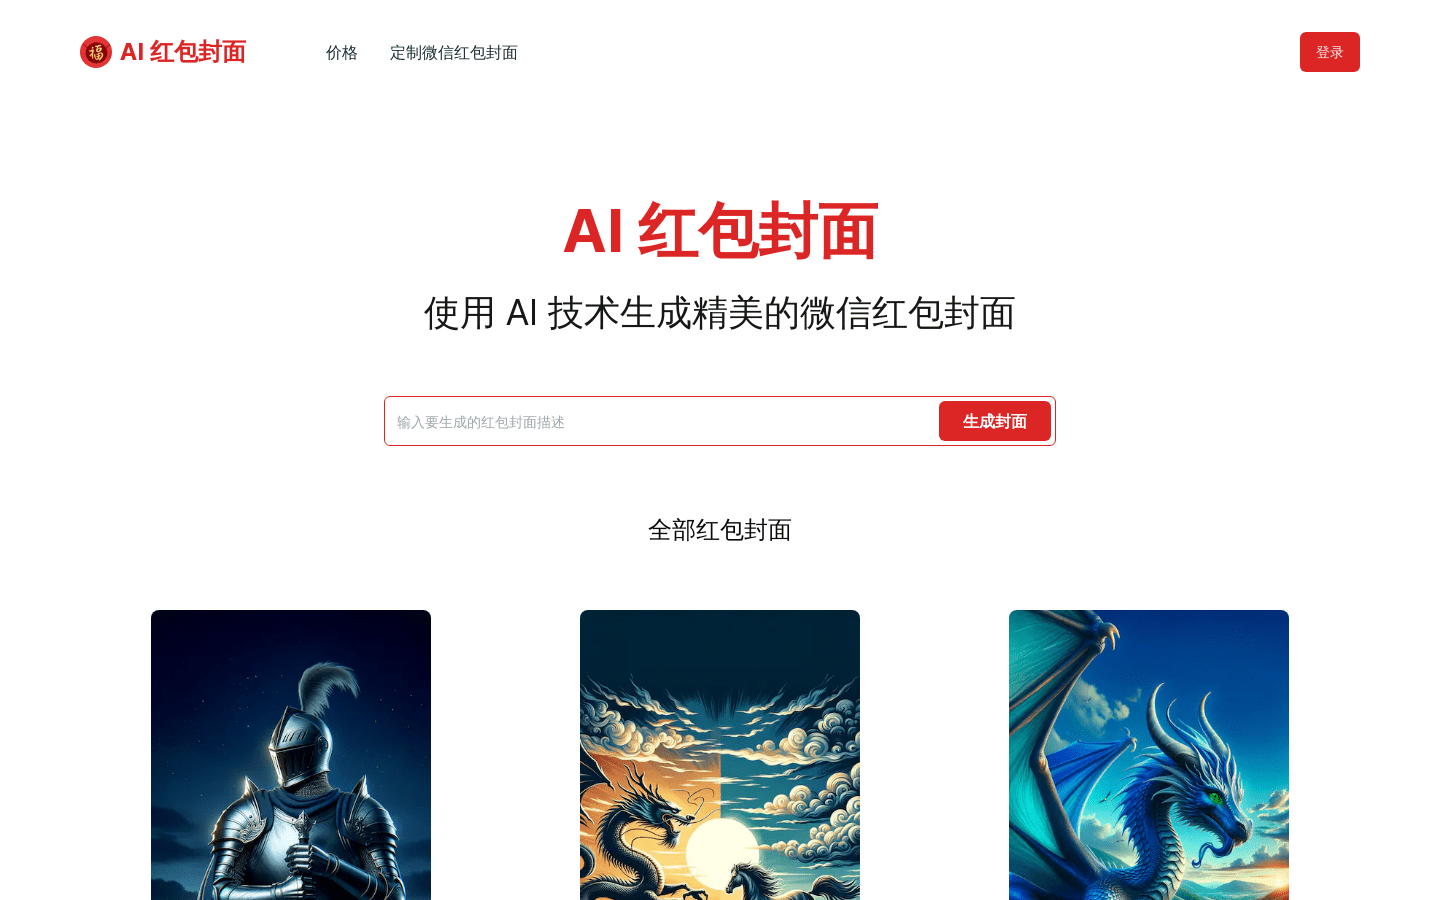 福 AI 红包封面
价格
定制微信红包封面
登录
AI 红包封面
使用 AI 技术生成精美的微信红包封面
输入要生成的红包封面描述
生成封面
全部红包封面